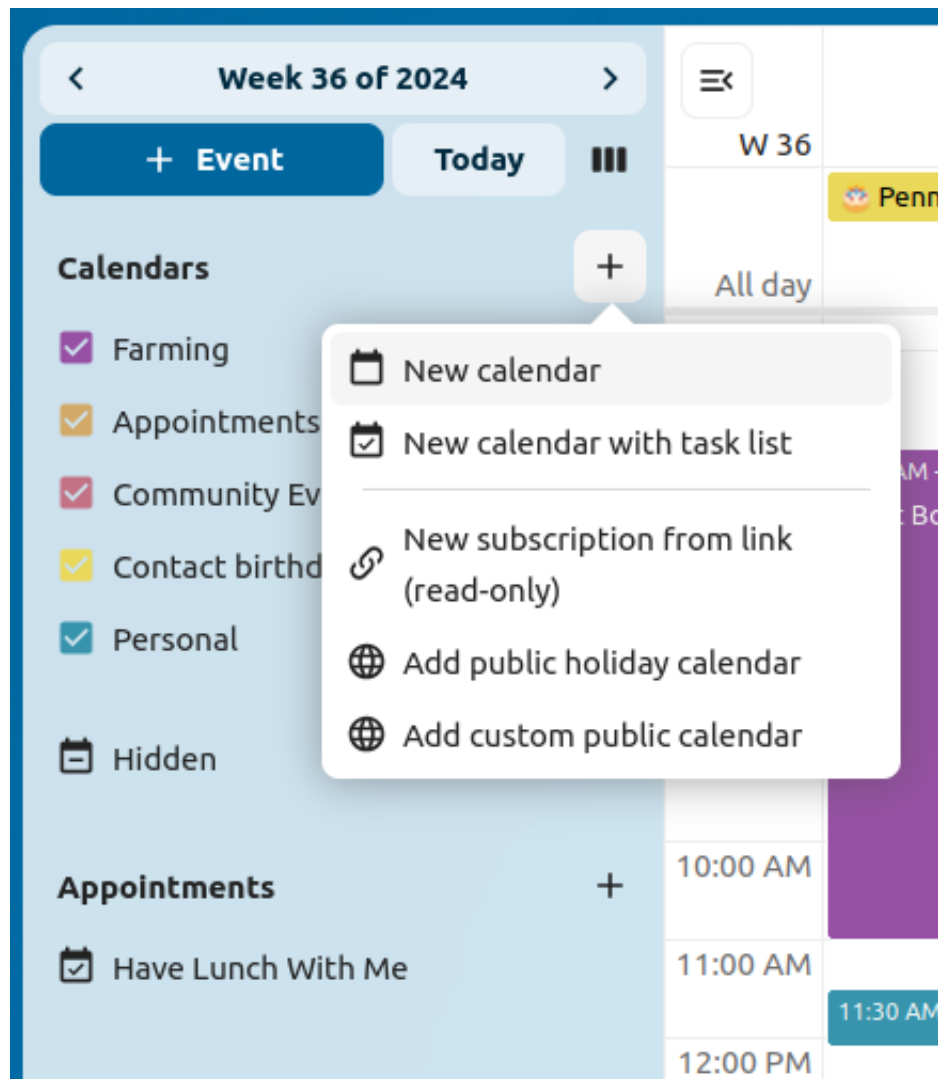 Week 36 of 2024
+ Event
Today
W 36
All day
Calendars
Farming
Appointments
Community
Contact
Personal
Hidden
New calendar
New calendar with task list
New subscription from link
(read-only)
Add public holiday calendar
Add custom public calendar
Appointments
Have Lunch With Me
10:00 AM
11:00 AM
11:30 AM
12:00 PM